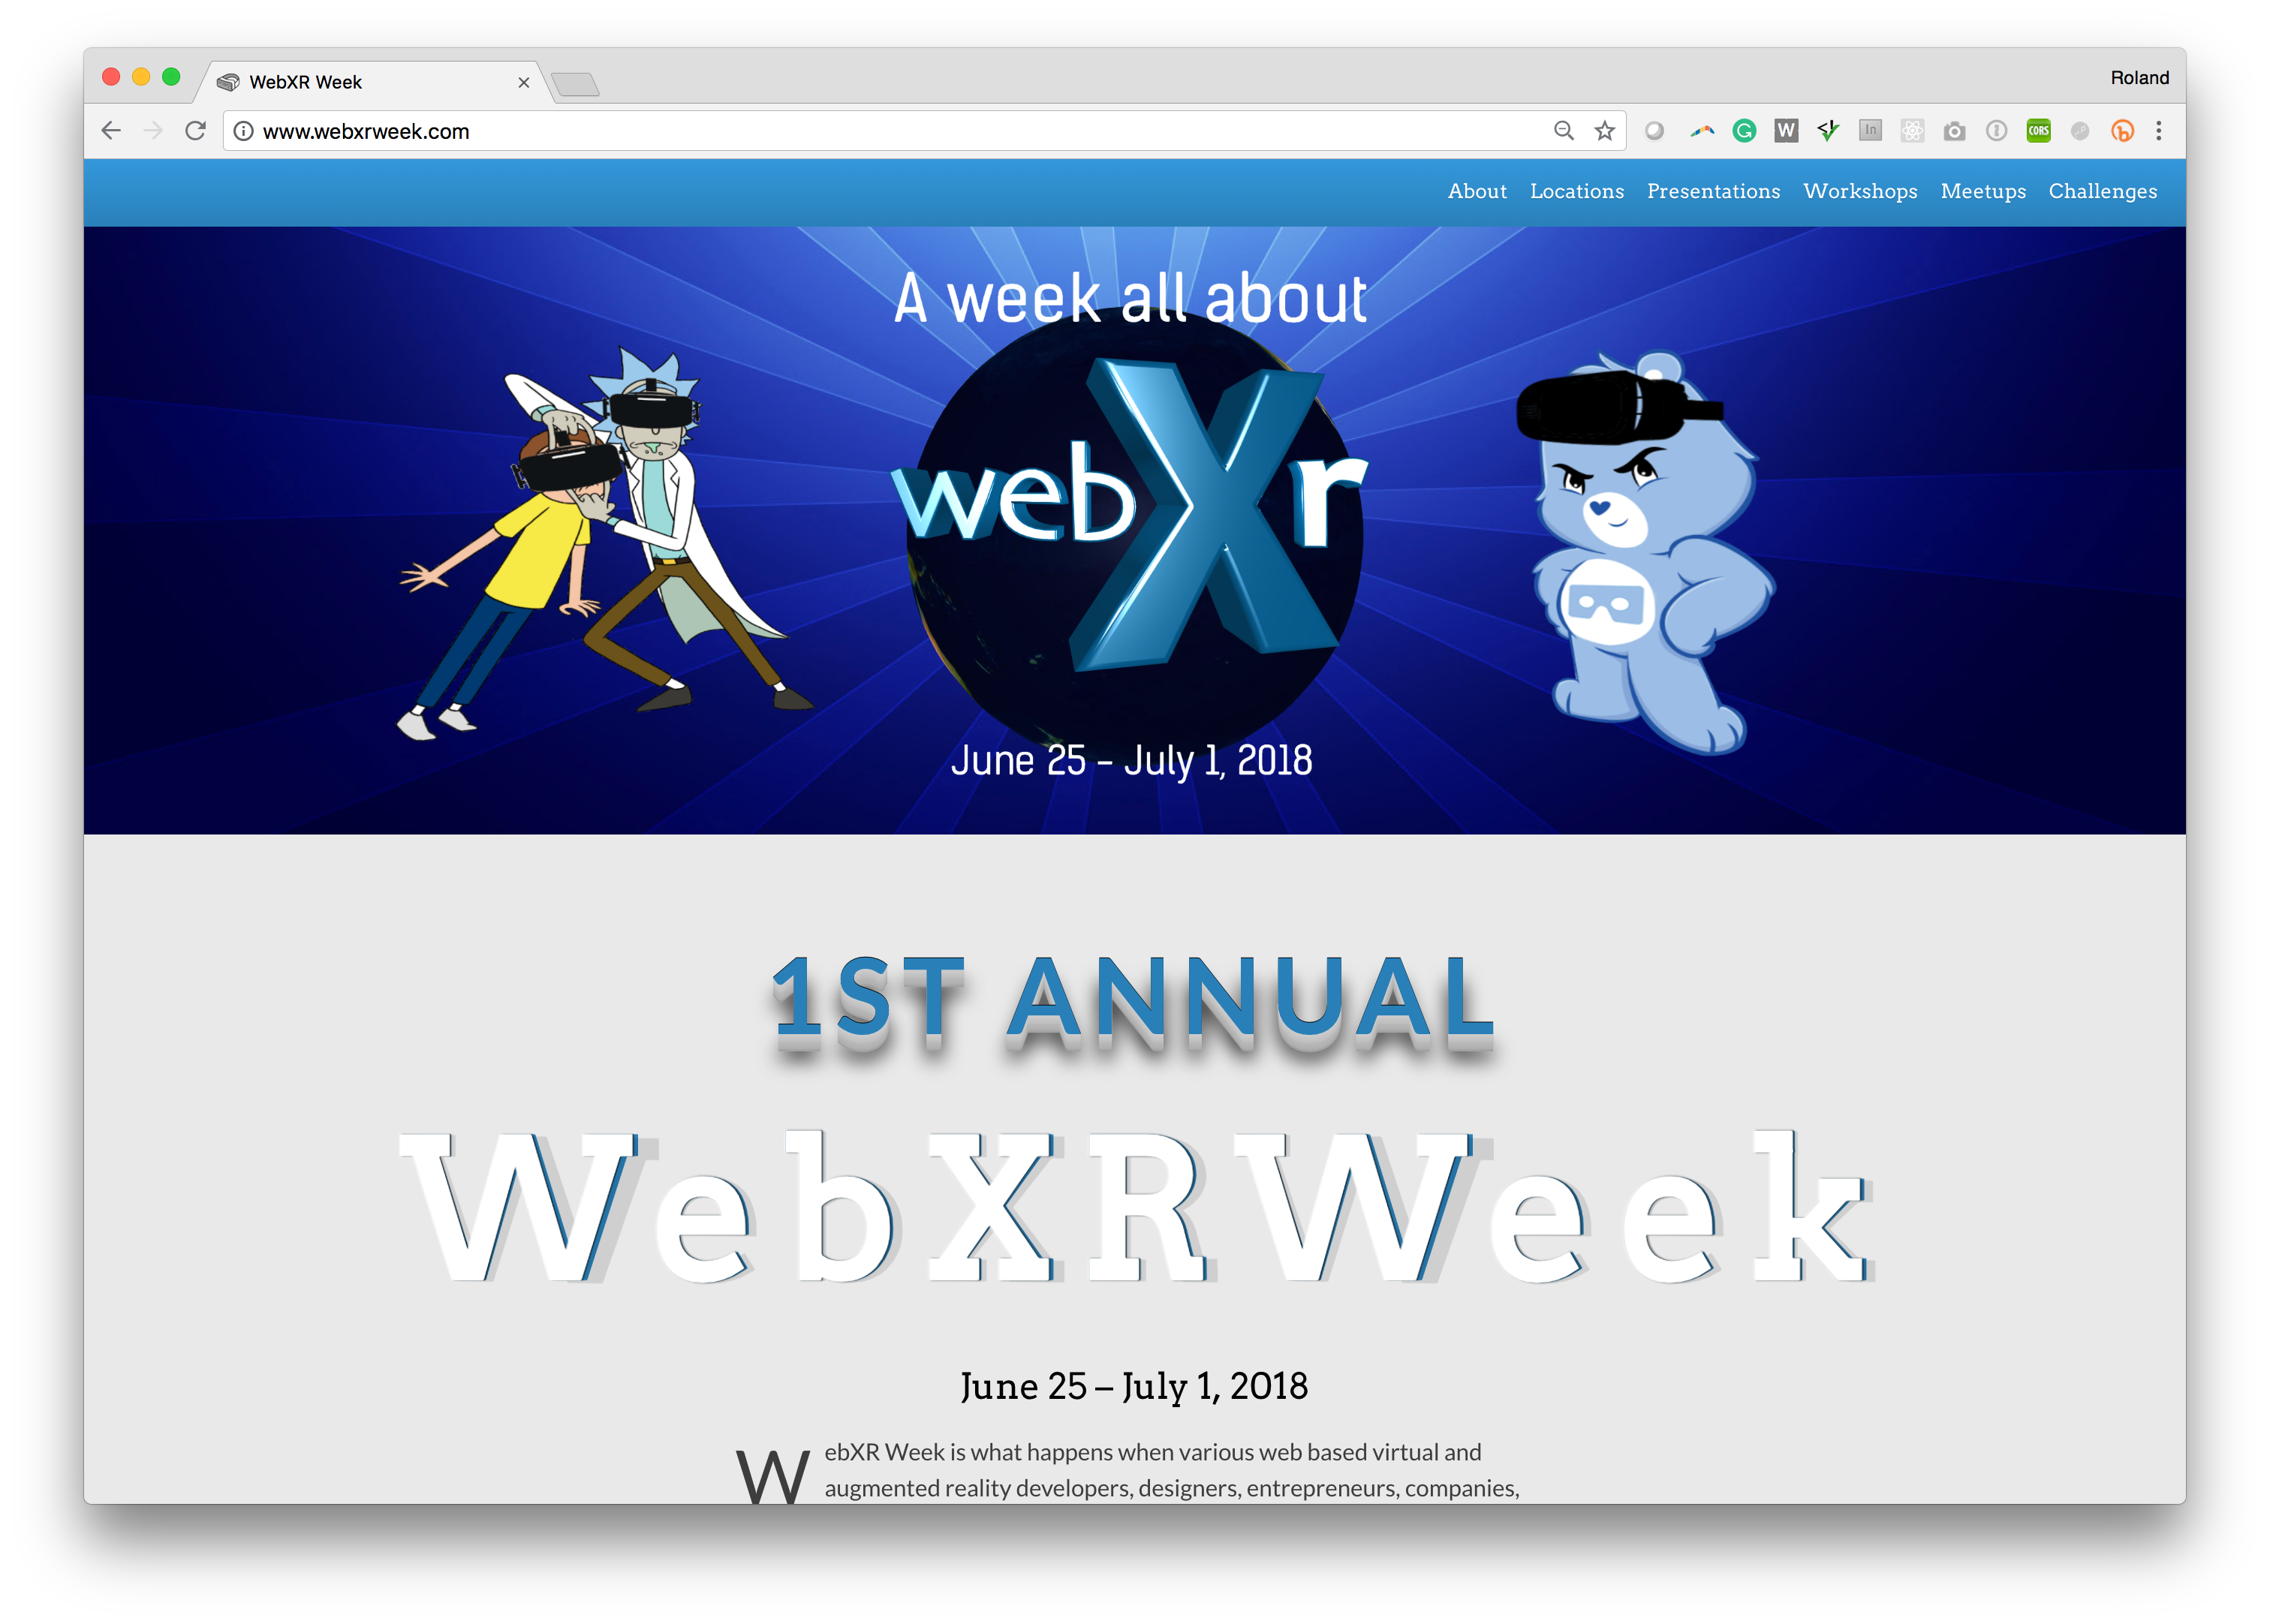 WebXR Week
Roland
www.webxrweek.com
W
In
CORS
About Locations Presentations Workshops Meetups Challenges
A week all about
webXr
June 25 - July 1, 2018
1ST ANNUAL
WebXRWeek
June 25 – July 1, 2018
WebXR Week is what happens when various web based virtual and
augmented reality developers, designers, entrepreneurs, companies,